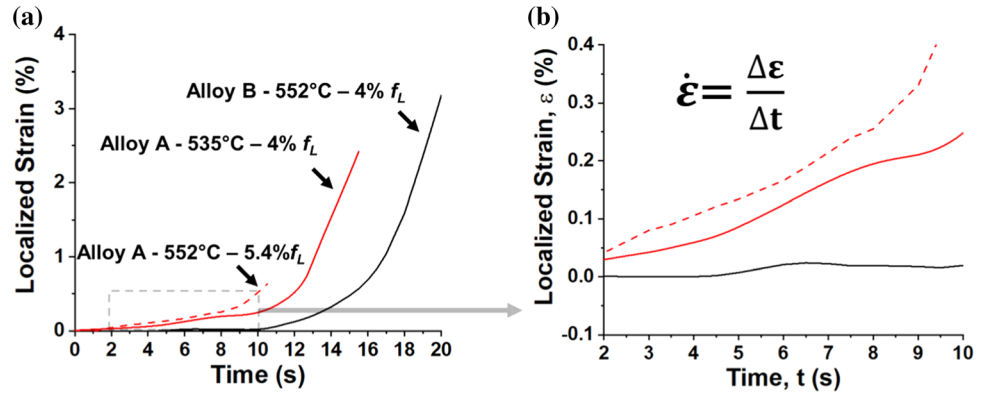 (a)
4
3
2
1
0
0 2 4 6 8 10 12 14 16 18 20
Localized Strain (%)
Time (s)
Alloy B - 552°C – 4% fL
Alloy A - 535°C – 4% fL
Alloy A - 552°C – 5.4%fL
(b)
0.4
0.3
0.2
0.1
0.0
-0.1
2 3 4 5 6 7 8 9 10
Localized Strain, ε (%)
Time, t (s)
ε̇ = Δε / Δt